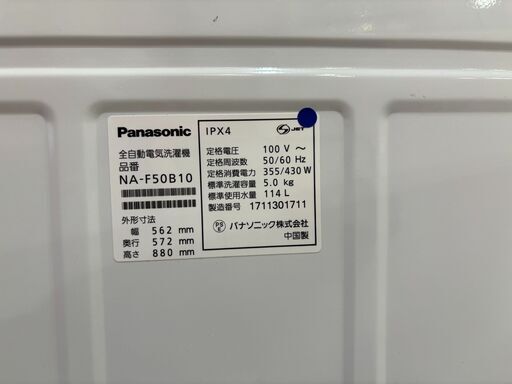 Panasonic
全自動電気洗濯機
品番
NA-F50B10
外形寸法
幅 562 mm
奥行 572 mm
高さ 880 mm
IPX4
JET
定格電圧 100 V ～
定格周波数 50/60 Hz
定格消費電力 355/430 W
標準洗濯容量 5.0 kg
標準使用水量 114 L
製造番号 1711301711
PS E パナソニック株式会社
中国製